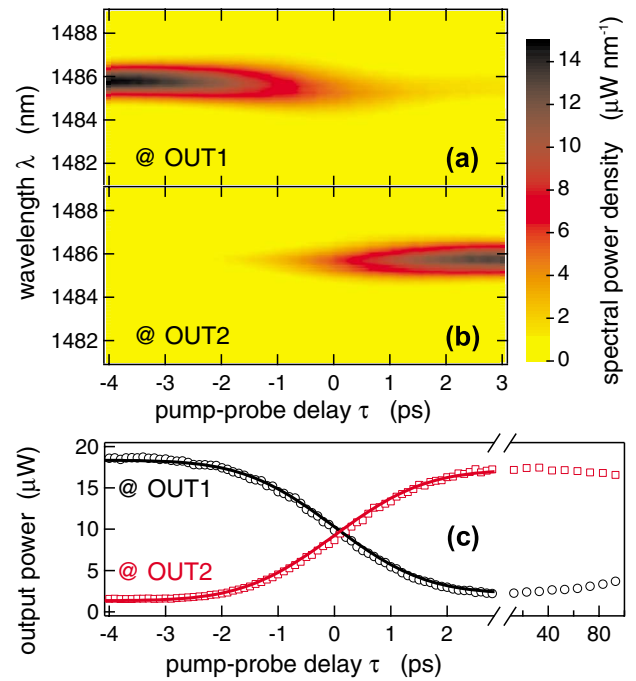 1488
1486
1484
1482
@ OUT1 (a)
1488
1486
1484
1482
@ OUT2 (b)
wavelength λ (nm)
-4 -3 -2 -1 0 1 2 3
pump-probe delay τ (ps)
14
12
10
8
6
4
2
0
spectral power density (μW nm⁻¹)
20
15
10
5
0
output power (μW)
@ OUT1
@ OUT2
(c)
-4 -3 -2 -1 0 1 2 40 80
pump-probe delay τ (ps)